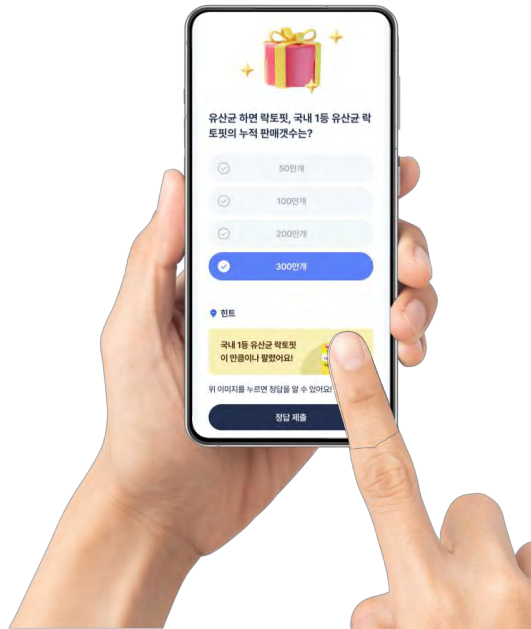 유산균 하면 락토핏, 국내 1등 유산균 락
토핏의 누적 판매갯수는?
50만개
100만개
200만개
300만개
힌트
국내 1등 유산균 락토핏
이 만큼이나 팔렸어요!
위 이미지를 누르면 정답을 알 수 있어요!
정답 제출